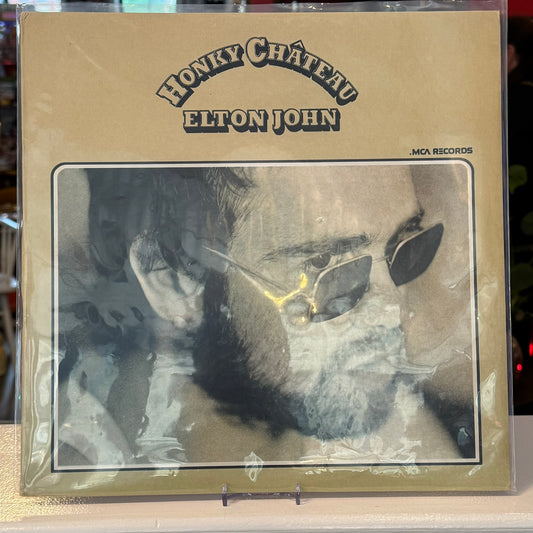 HONKY CHÂTEAU
ELTON JOHN
.MCA RECORDS